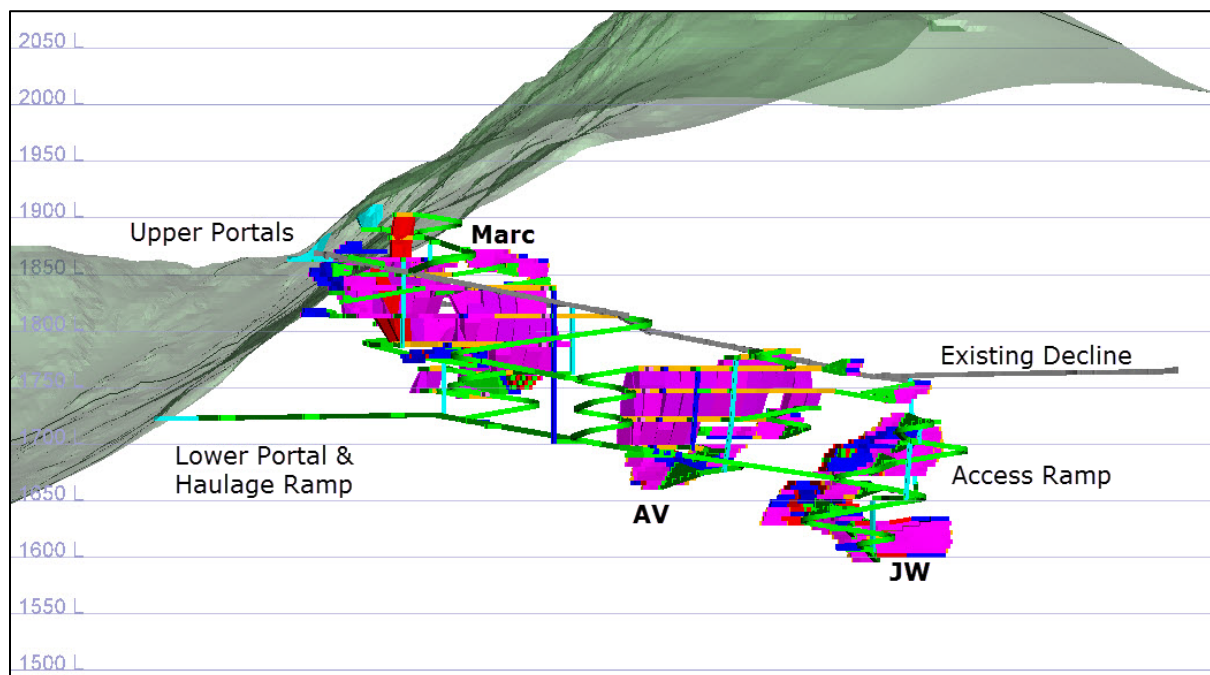 2050 L
2000 L
1950 L
1900 L
Upper Portals
Marc
1850 L
1800 L
Existing Decline
1750 L
1700 L
Lower Portal &
Haulage Ramp
Access Ramp
1650 L
AV
1600 L
JW
1550 L
1500 L